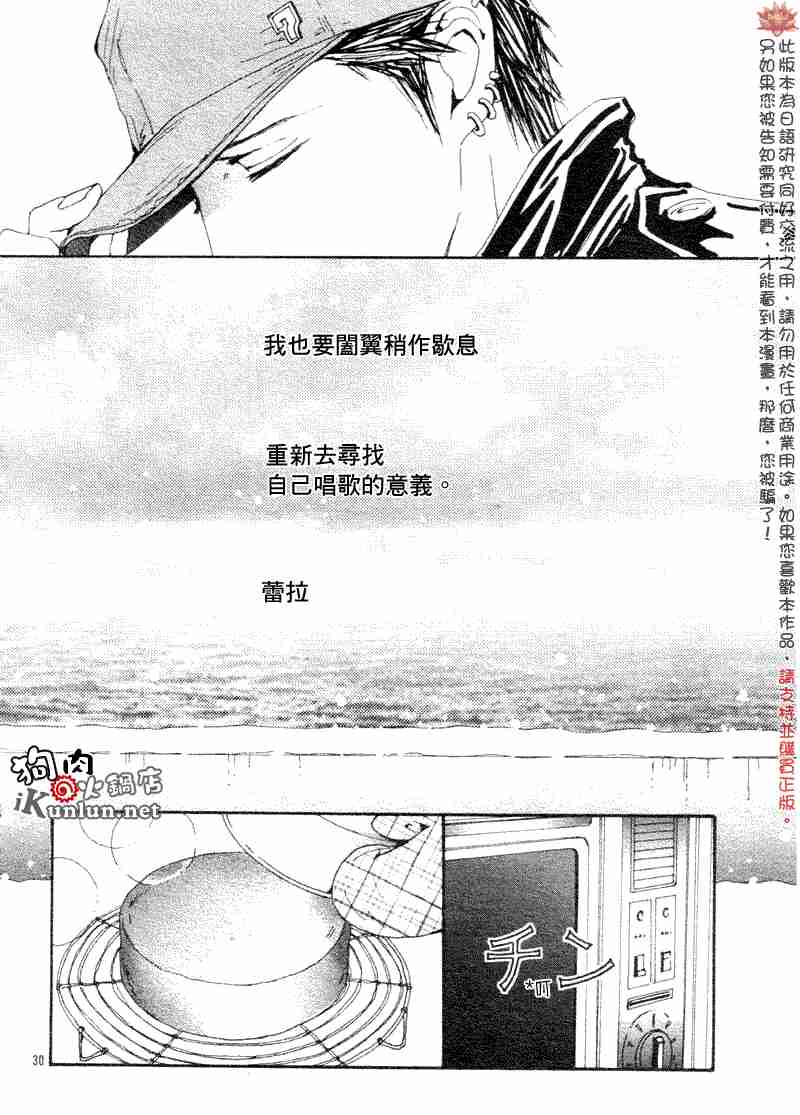 此版本為日語研究同好交流之用，請勿用於任何商業用途。如果您喜歡本作品，請支持並購買正版。
另如果您被告知需要付費，才能看到本漫畫，那麼，您被騙了！
?
我也要闔翼稍作歇息
重新去尋找
自己唱歌的意義。
蕾拉
狗肉
火鍋店
iKunlun.net
チン
*叮
30